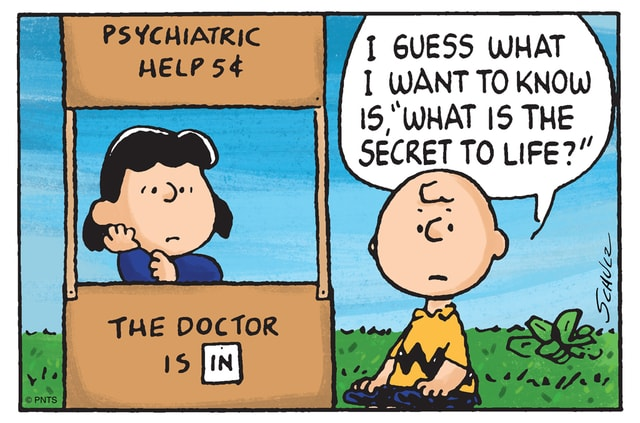 PSYCHIATRIC
HELP 5¢
I GUESS WHAT
I WANT TO KNOW
IS, "WHAT IS THE
SECRET TO LIFE?"
THE DOCTOR
IS IN
SCHULZ
© PNTS